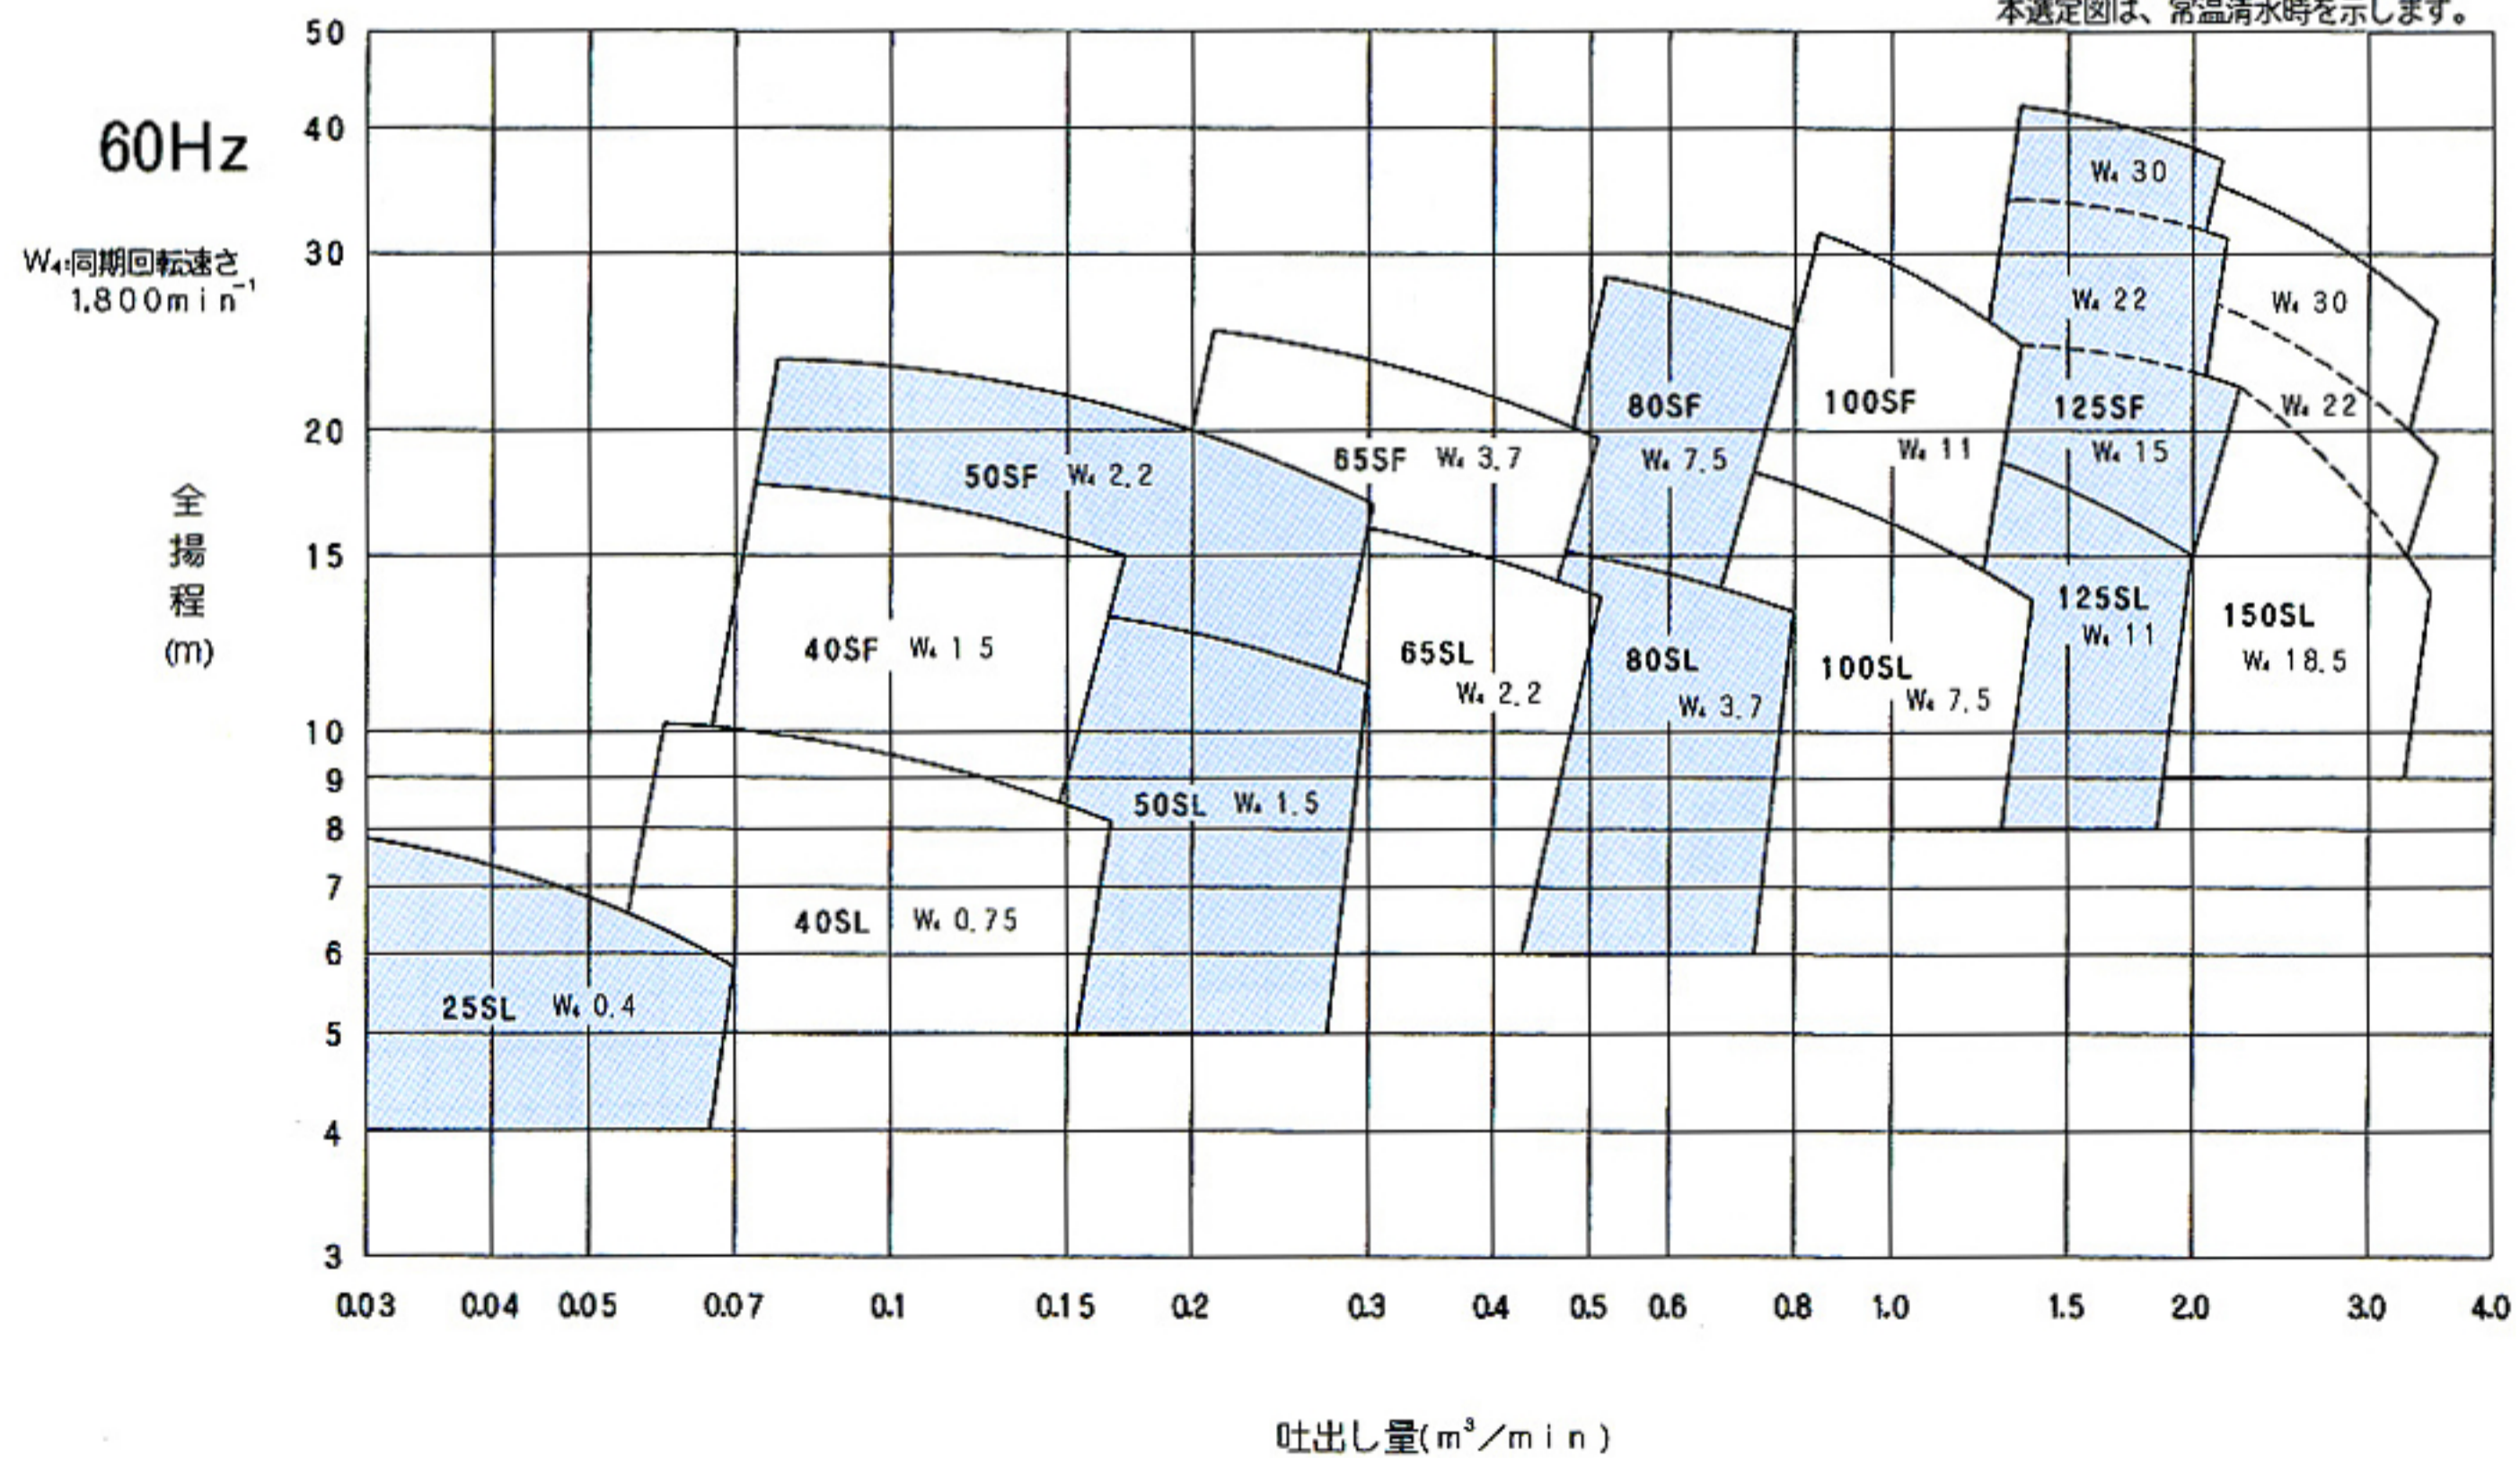 本選定図は、常温清水時を示します。
60Hz
W₄:同期回転速さ
1.800min⁻¹
全
揚
程
(m)
50
40
30
20
15
10
9
8
7
6
5
4
3
W₄ 30
W₄ 22
W₄ 30
80SF
W₄ 7.5
100SF
W₄ 11
125SF
W₄ 15
W₄ 22
50SF W₄ 2.2
65SF W₄ 3.7
40SF W₄ 1 5
65SL
W₄ 2.2
80SL
W₄ 3.7
100SL
W₄ 7.5
125SL
W₄ 11
150SL
W₄ 18.5
50SL W₄ 1.5
40SL W₄ 0.75
25SL W₄ 0.4
0.03 0.04 0.05 0.07 0.1 0.15 0.2 0.3 0.4 0.5 0.6 0.8 1.0 1.5 2.0 3.0 4.0
吐出し量(m³/min)